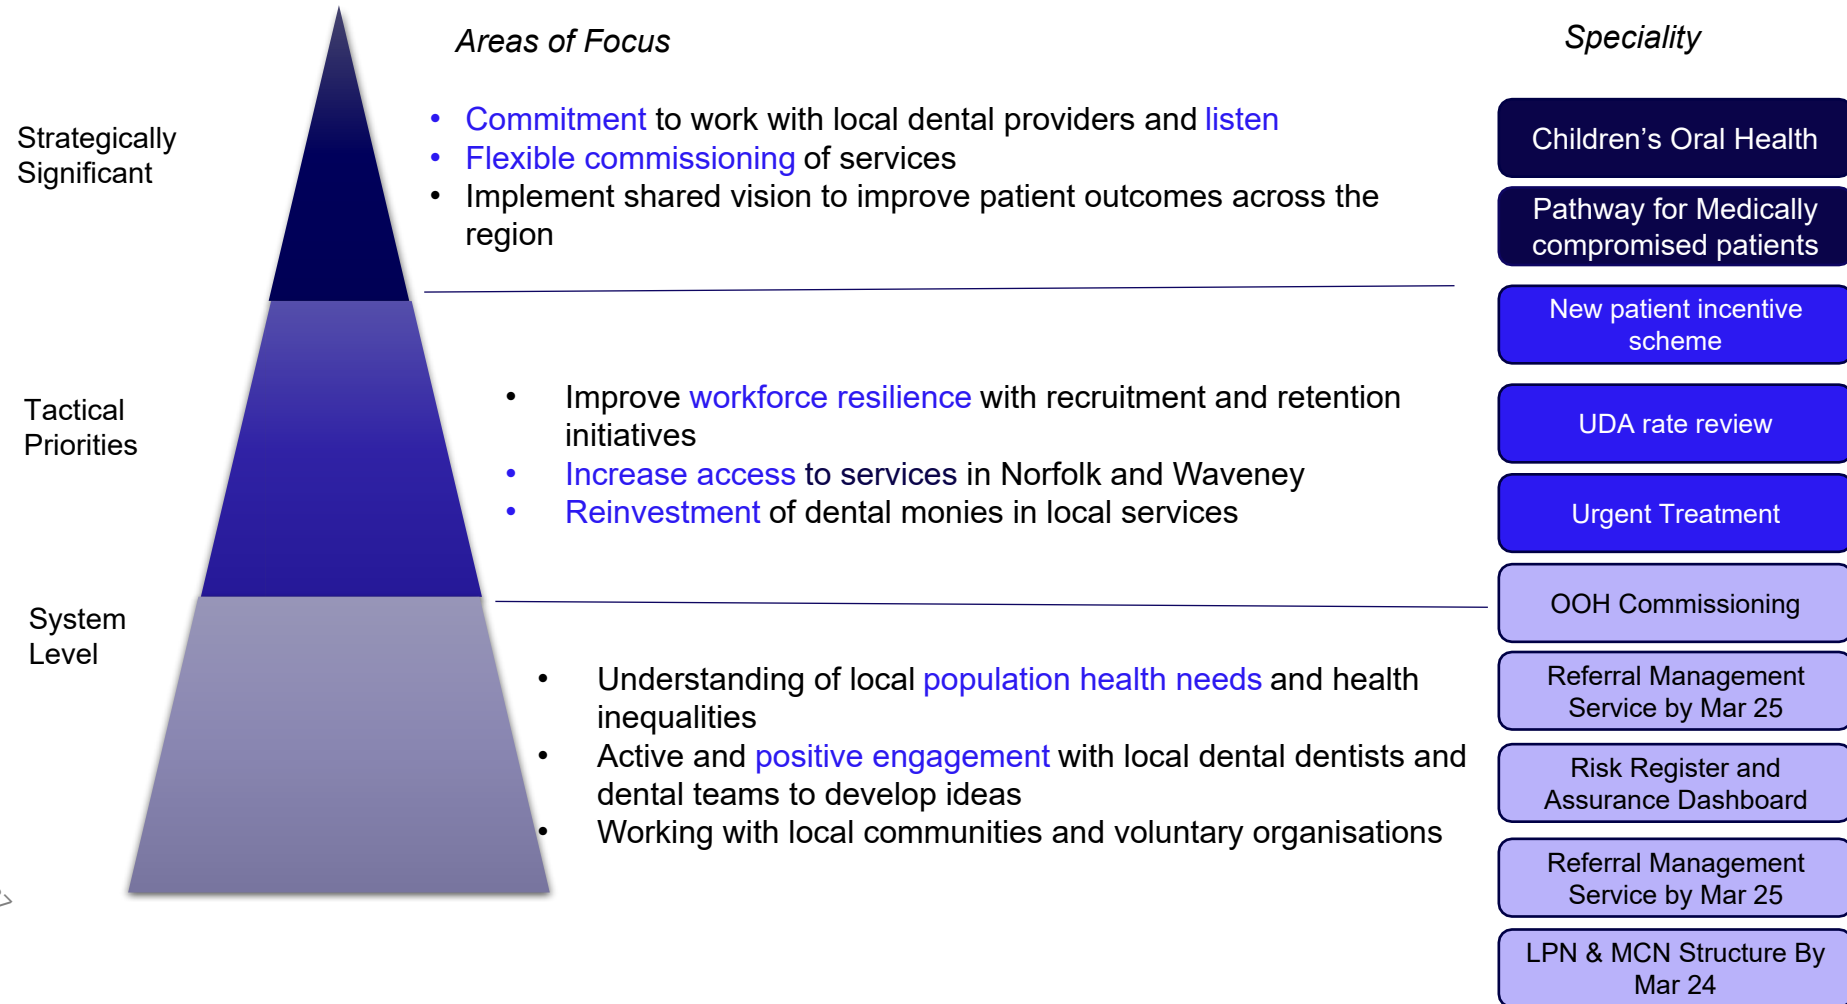 Areas of Focus
Speciality
Strategically
Significant
• Commitment to work with local dental providers and listen
• Flexible commissioning of services
• Implement shared vision to improve patient outcomes across the
region
Children's Oral Health
Pathway for Medically
compromised patients
Tactical
Priorities
• Improve workforce resilience with recruitment and retention
initiatives
• Increase access to services in Norfolk and Waveney
• Reinvestment of dental monies in local services
New patient incentive
scheme
UDA rate review
Urgent Treatment
System
Level
• Understanding of local population health needs and health
inequalities
• Active and positive engagement with local dental dentists and
dental teams to develop ideas
• Working with local communities and voluntary organisations
OOH Commissioning
Referral Management
Service by Mar 25
Risk Register and
Assurance Dashboard
Referral Management
Service by Mar 25
LPN & MCN Structure By
Mar 24